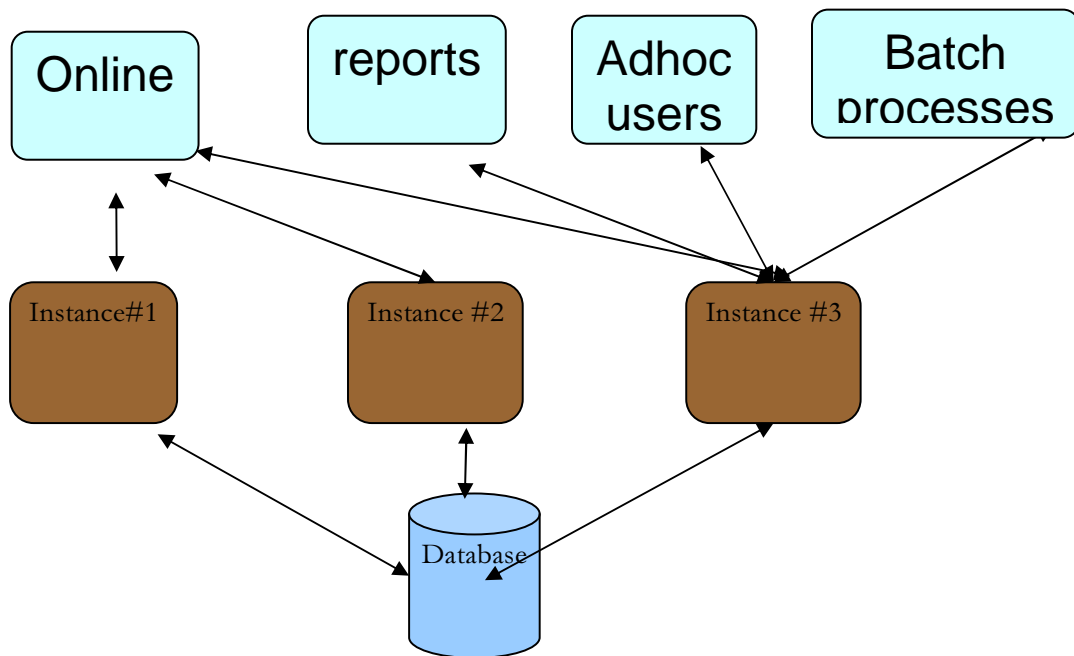 Online
reports
Adhoc
users
Batch
processes
Instance#1
Instance #2
Instance #3
Database